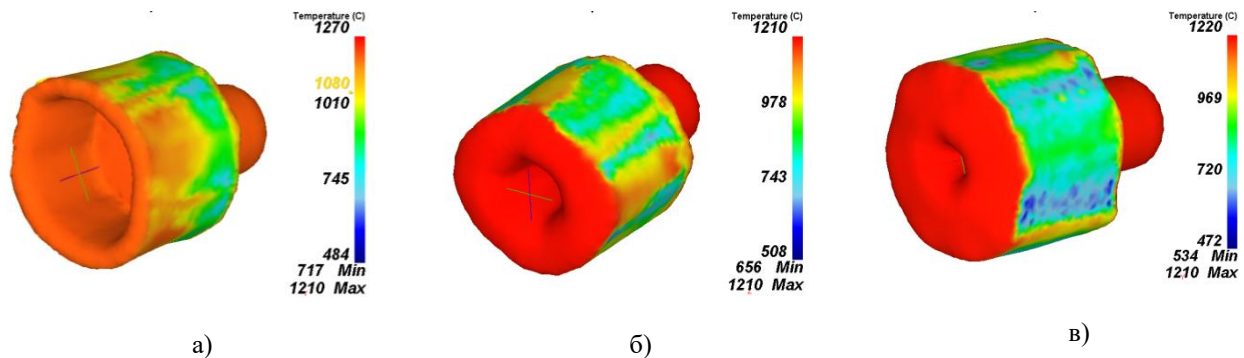 Temperature (C)
1270
1080
1010
745
484
717 Min
1210 Max
а)
Temperature (C)
1210
978
743
508
656 Min
1210 Max
б)
Temperature (C)
1220
969
720
472
534 Min
1210 Max
в)